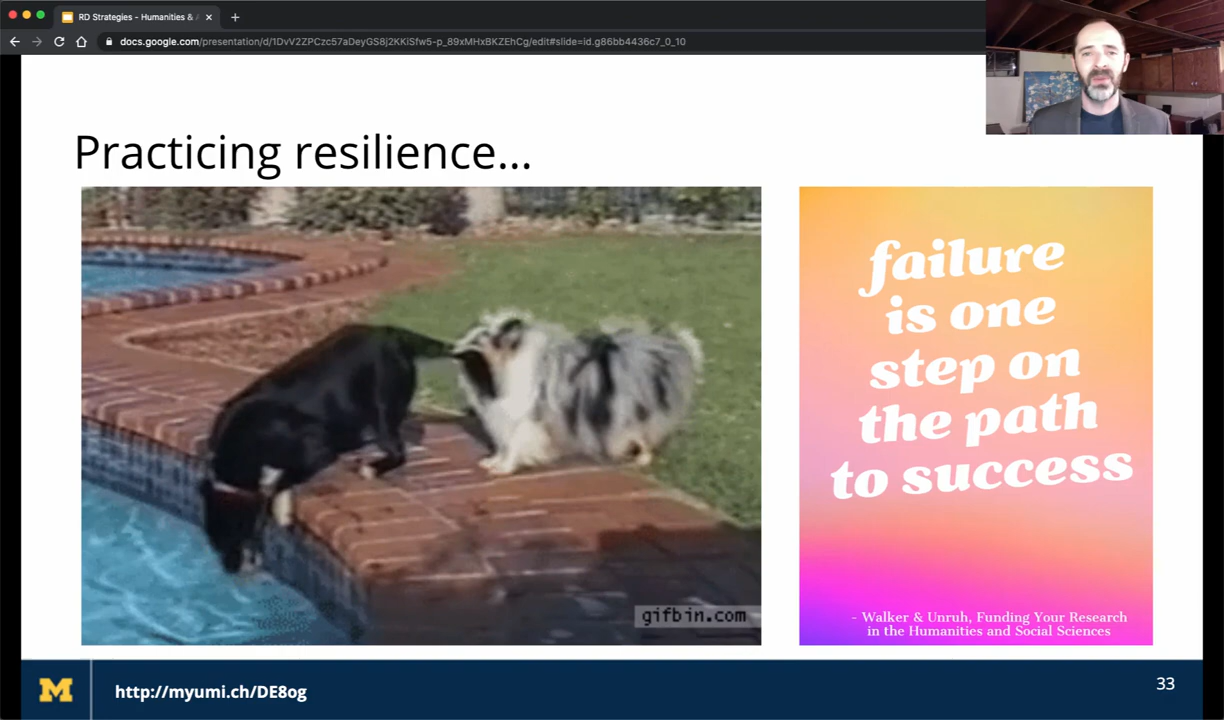 RD Strategies - Humanities & A
docs.google.com/presentation/d/1DvV2ZPCzc57aDeyGS8j2KKiSfw5-p_89xMHxBKZEhCg/edit#slide=id.g86bb4436c7_0_10
Practicing resilience...
failure
is one
step on
the path
to success
gifbin.com
- Walker & Unruh, Funding Your Research
in the Humanities and Social Sciences
M
http://myumi.ch/DE8og
33